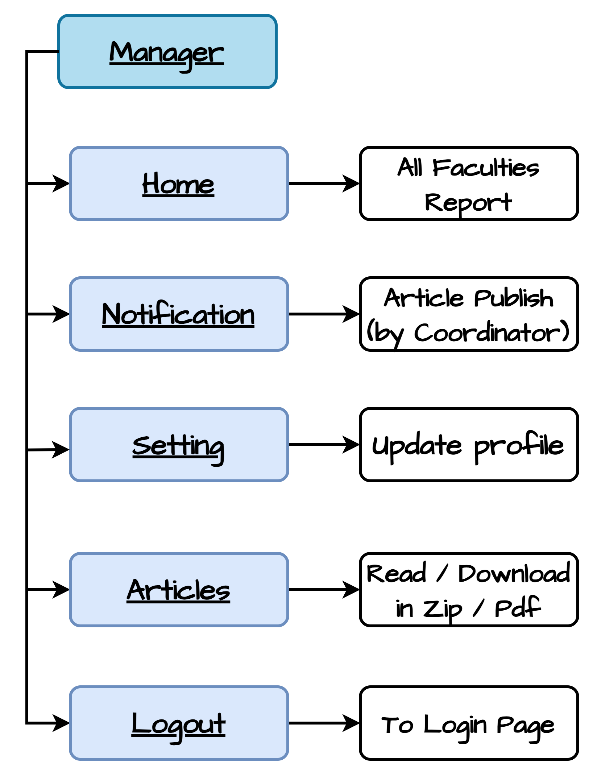 Manager
Home
All Faculties
Report
Notification
Article Publish
(by Coordinator)
Setting
Update profile
Articles
Read / Download
in Zip / Pdf
Logout
To Login Page